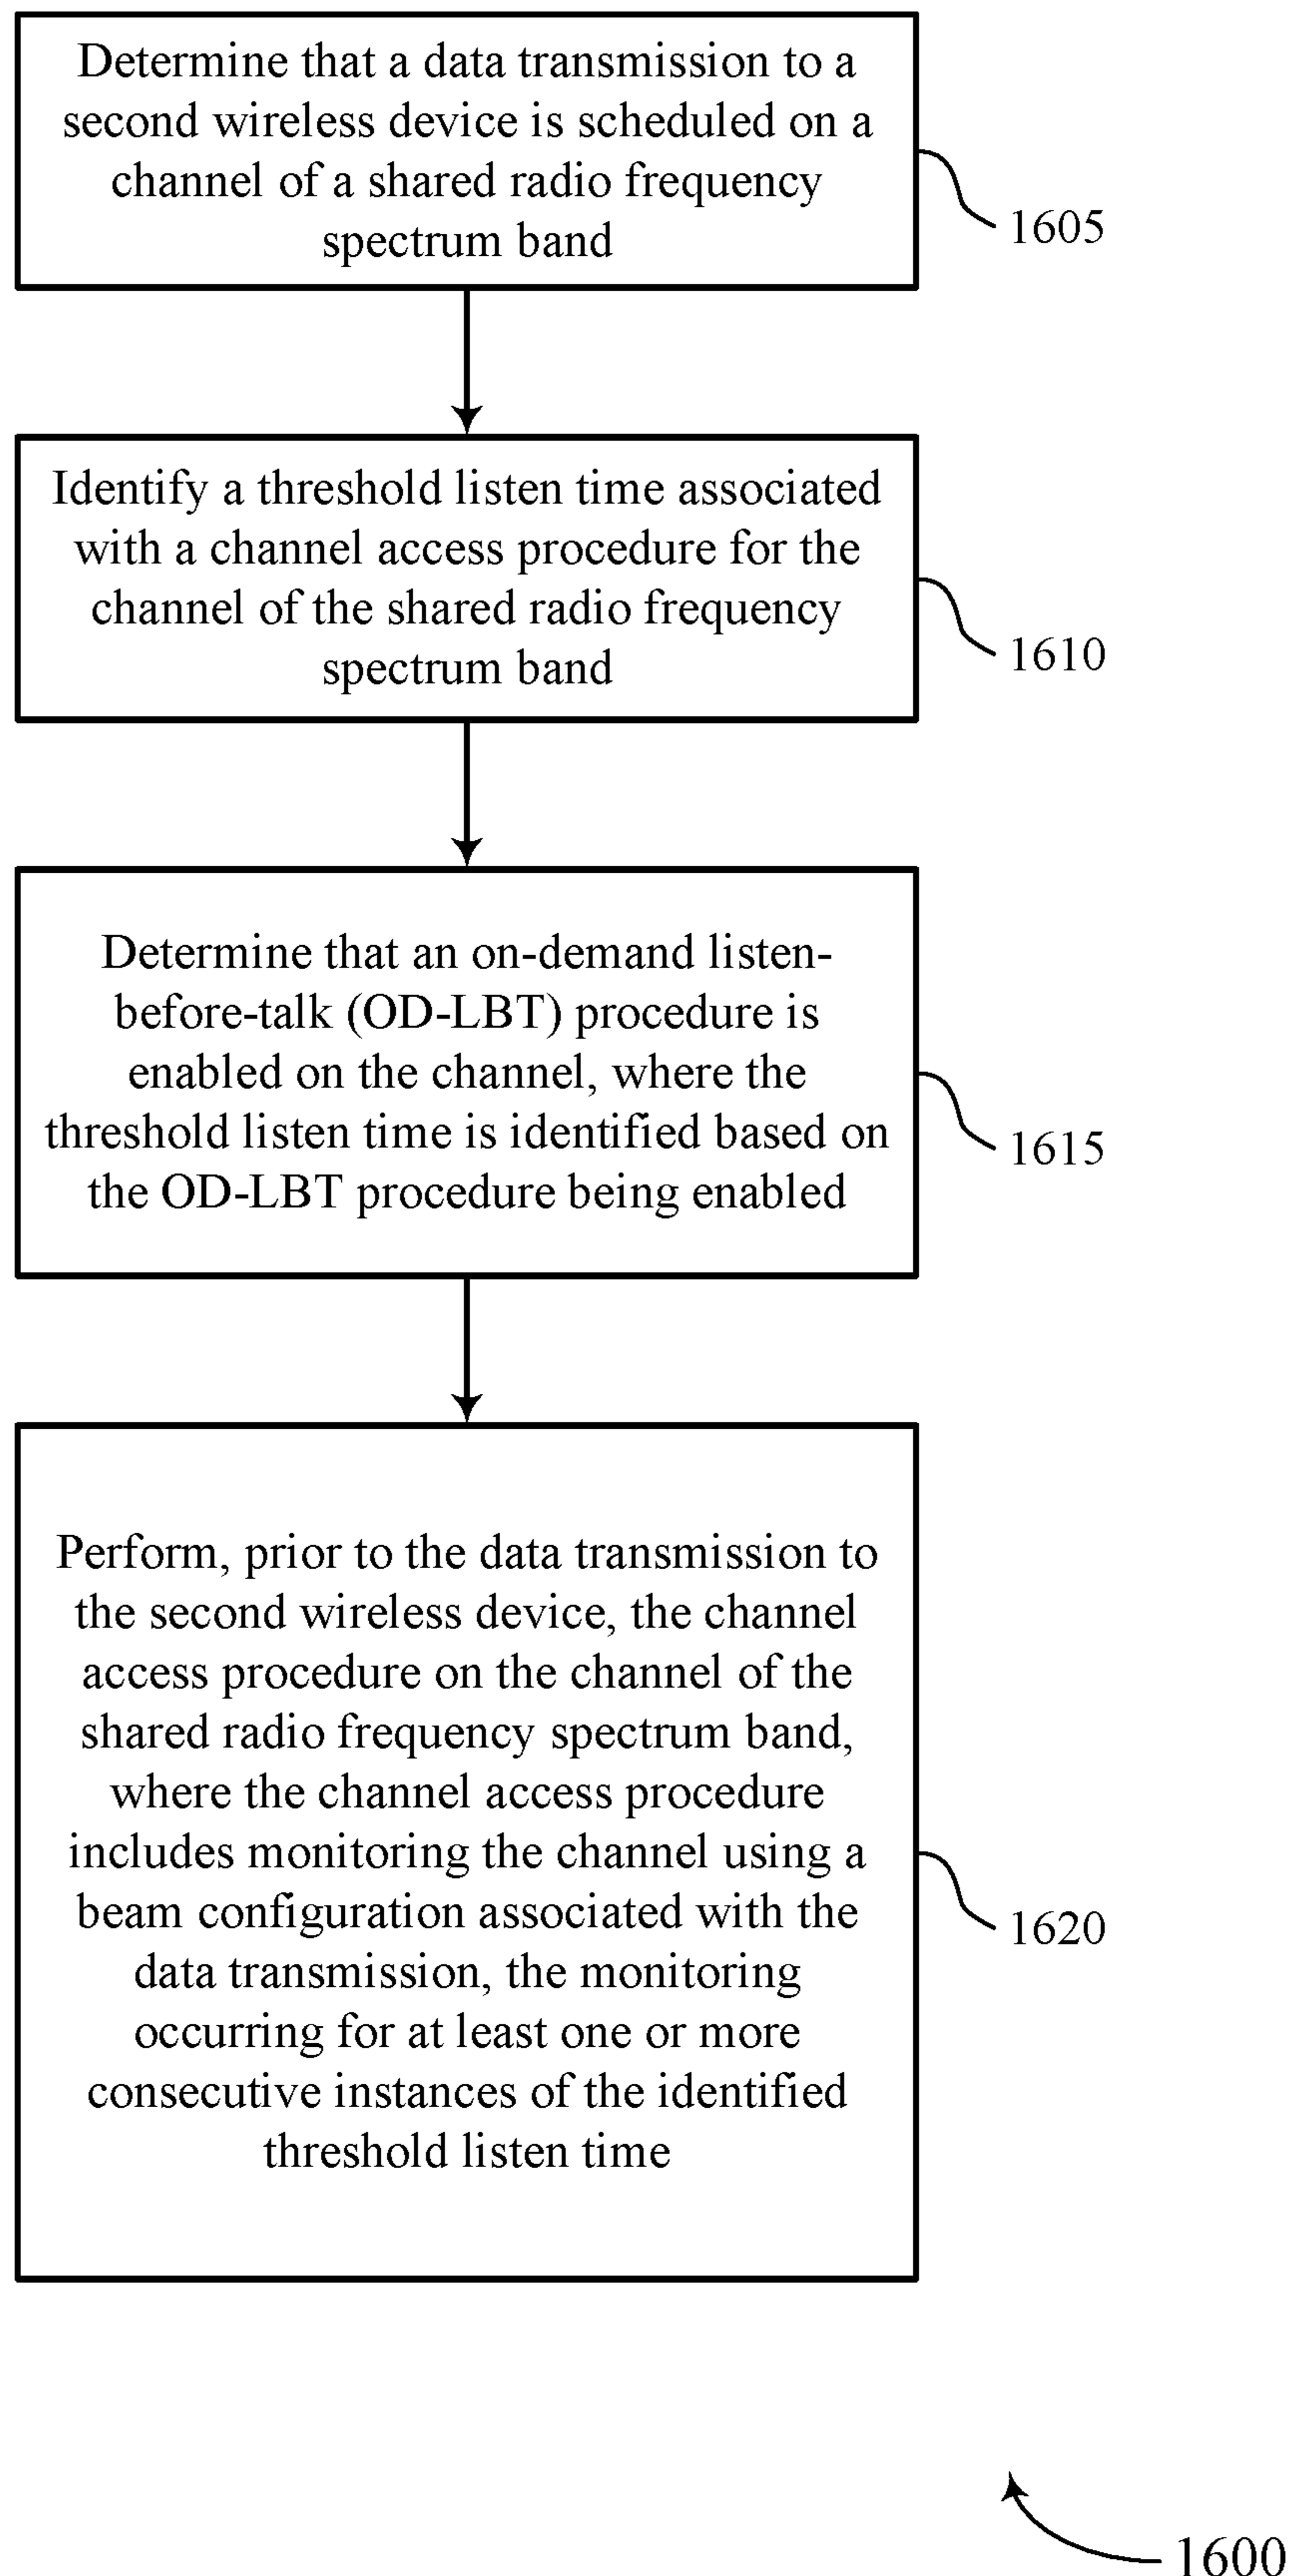 Determine that a data transmission to a
second wireless device is scheduled on a
channel of a shared radio frequency
spectrum band
1605
Identify a threshold listen time associated
with a channel access procedure for the
channel of the shared radio frequency
spectrum band
1610
Determine that an on-demand listen-
before-talk (OD-LBT) procedure is
enabled on the channel, where the
threshold listen time is identified based on
the OD-LBT procedure being enabled
1615
Perform, prior to the data transmission to
the second wireless device, the channel
access procedure on the channel of the
shared radio frequency spectrum band,
where the channel access procedure
includes monitoring the channel using a
beam configuration associated with the
data transmission, the monitoring
occurring for at least one or more
consecutive instances of the identified
threshold listen time
1620
1600